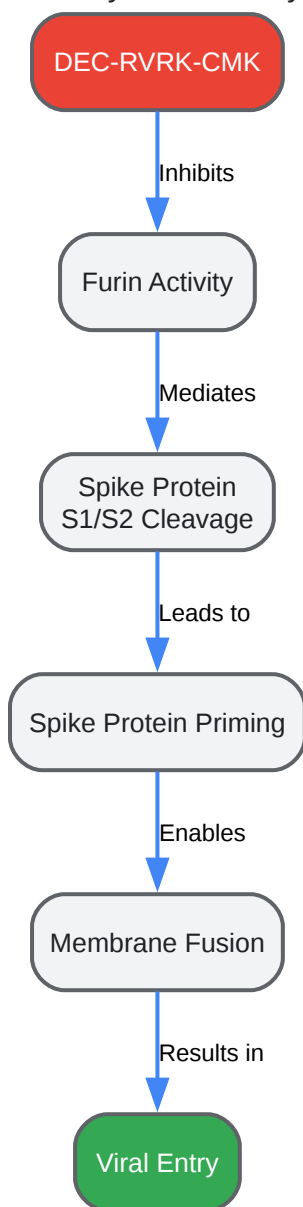 DEC-RVRK-CMK
Inhibits
Furin Activity
Mediates
Spike Protein
S1/S2 Cleavage
Leads to
Spike Protein Priming
Enables
Membrane Fusion
Results in
Viral Entry